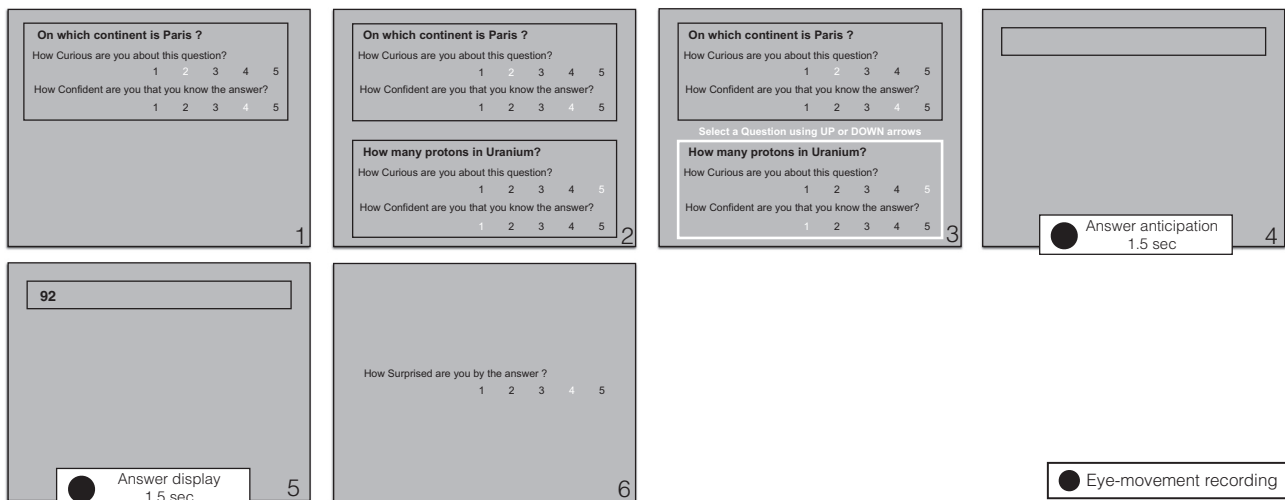 On which continent is Paris ?
How Curious are you about this question?
1 2 3 4 5
How Confident are you that you know the answer?
1 2 3 4 5
1
On which continent is Paris ?
How Curious are you about this question?
1 2 3 4 5
How Confident are you that you know the answer?
1 2 3 4 5
How many protons in Uranium?
How Curious are you about this question?
1 2 3 4 5
How Confident are you that you know the answer?
1 2 3 4 5
2
On which continent is Paris ?
How Curious are you about this question?
1 2 3 4 5
How Confident are you that you know the answer?
1 2 3 4 5
Select a Question using UP or DOWN arrows
How many protons in Uranium?
How Curious are you about this question?
1 2 3 4 5
How Confident are you that you know the answer?
1 2 3 4 5
3
Answer anticipation
1.5 sec
4
92
Answer display
1.5 sec
5
How Surprised are you by the answer ?
1 2 3 4 5
6
Eye-movement recording